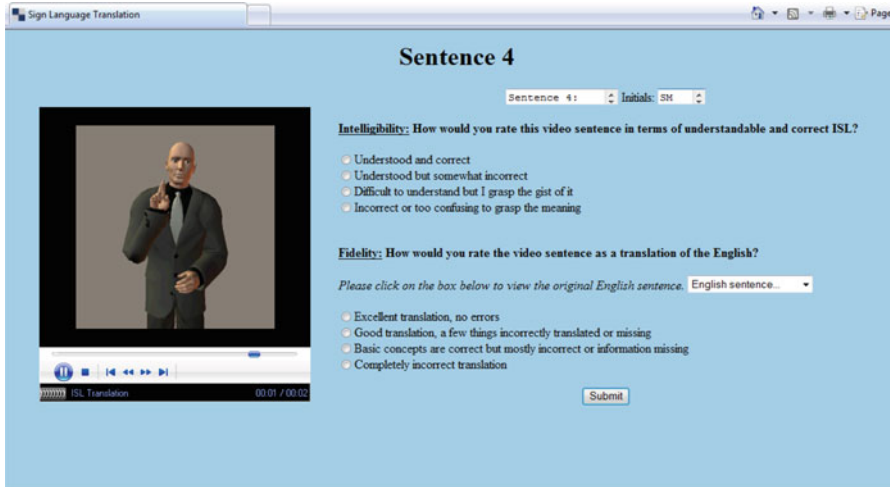 Sign Language Translation
Page
Sentence 4
Sentence 4: Initials: SM
Intelligibility: How would you rate this video sentence in terms of understandable and correct ISL?
Understood and correct
Understood but somewhat incorrect
Difficult to understand but I grasp the gist of it
Incorrect or too confusing to grasp the meaning
Fidelity: How would you rate the video sentence as a translation of the English?
Please click on the box below to view the original English sentence. English sentence...
Excellent translation, no errors
Good translation, a few things incorrectly translated or missing
Basic concepts are correct but mostly incorrect or information missing
Completely incorrect translation
ISL Translation 00:01 / 00:02
Submit